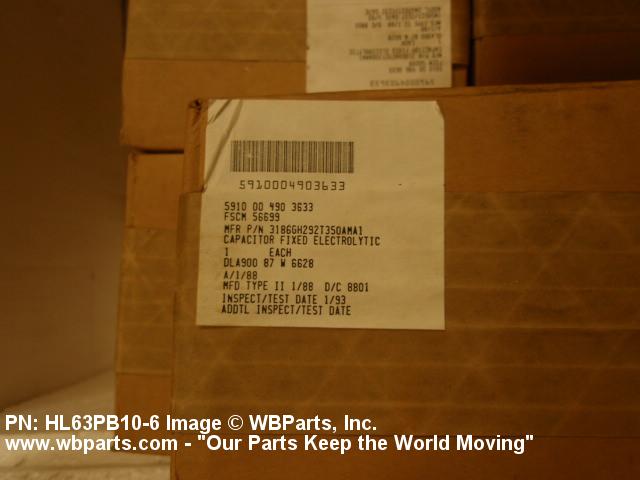 5910004903633
5910004903633
5910 00 490 3633
FSCM 56699
MFR P/N 3186GH292T350AMA1
CAPACITOR FIXED ELECTROLYTIC
1 EACH
DLA900 87 W 6628
A/1/88
MFD TYPE II 1/88 D/C 8801
INSPECT/TEST DATE 1/93
ADDTL INSPECT/TEST DATE
PN: HL63PB10-6 Image © WBParts, Inc.
www.wbparts.com - "Our Parts Keep the World Moving"